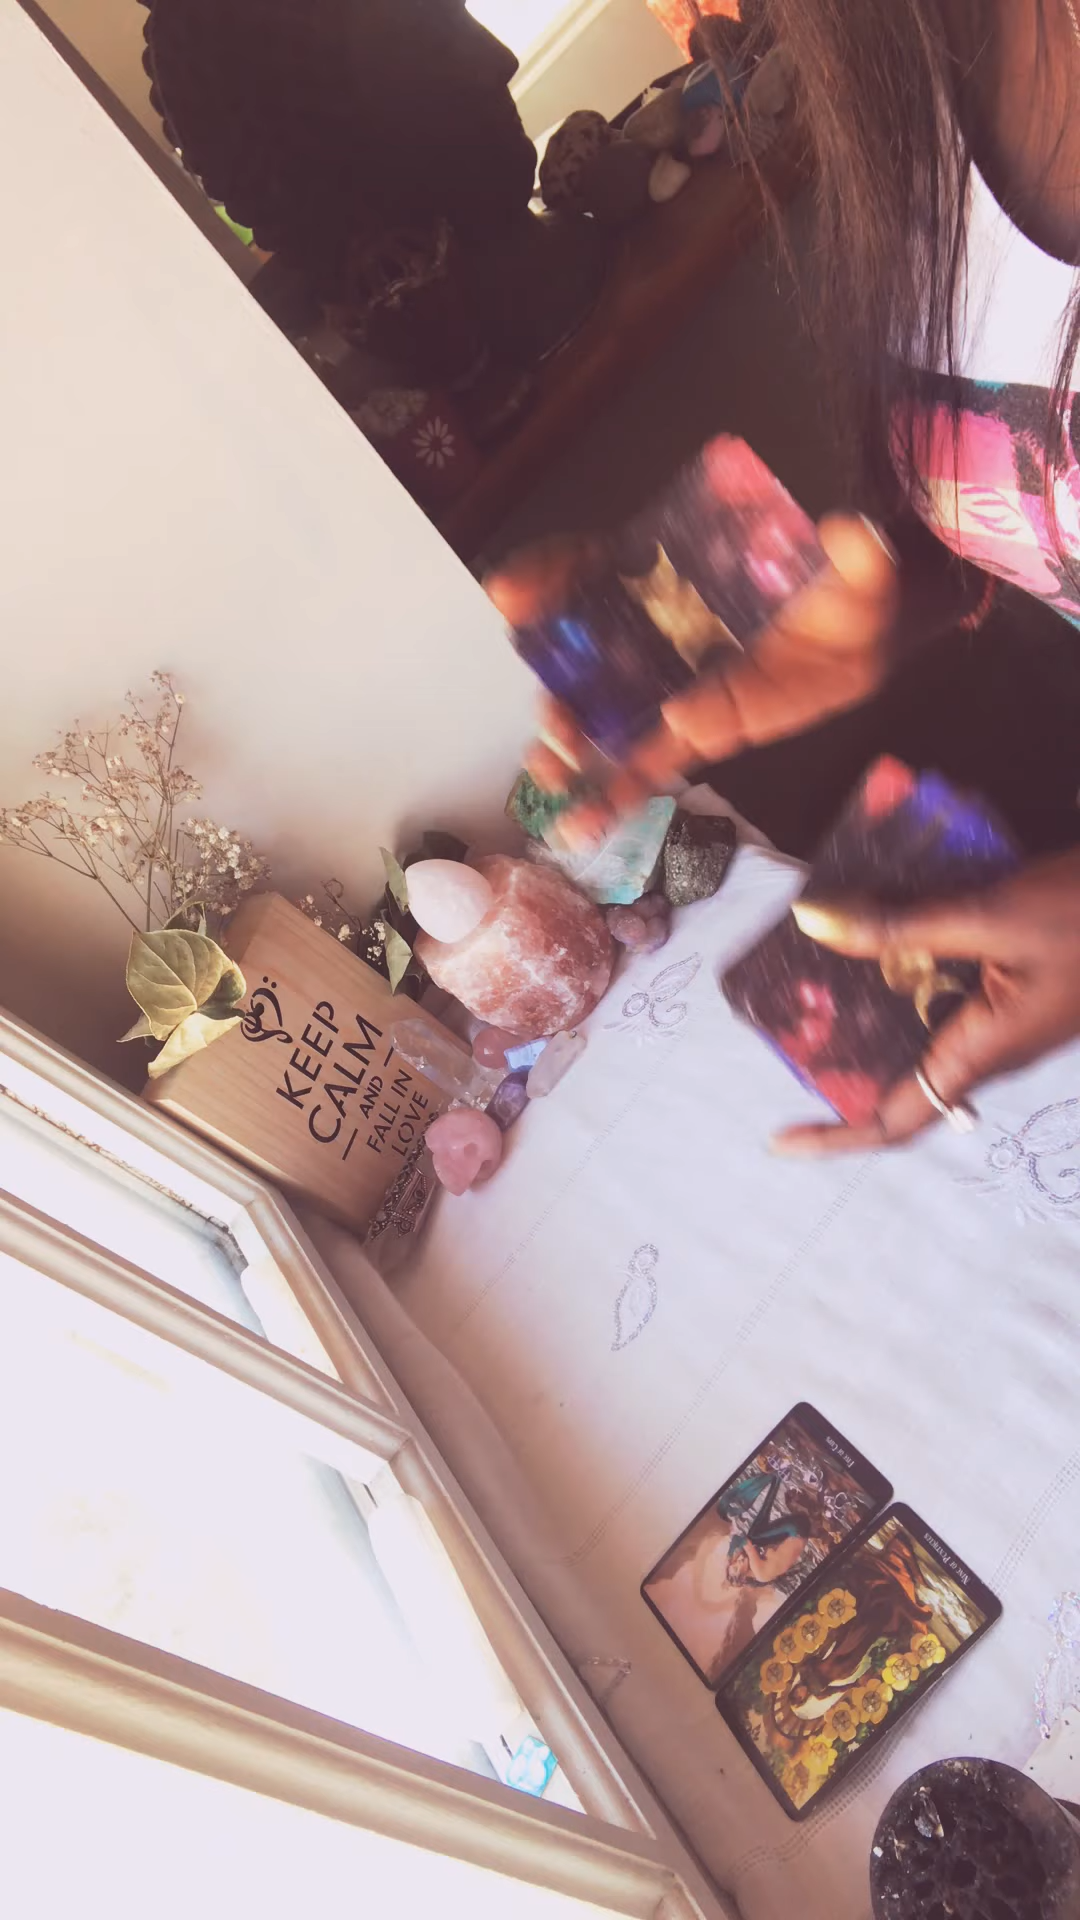 KEEP
CALM
AND
FALL IN
LOVE
FIVE OF CUPS
NINE OF PENTACLES